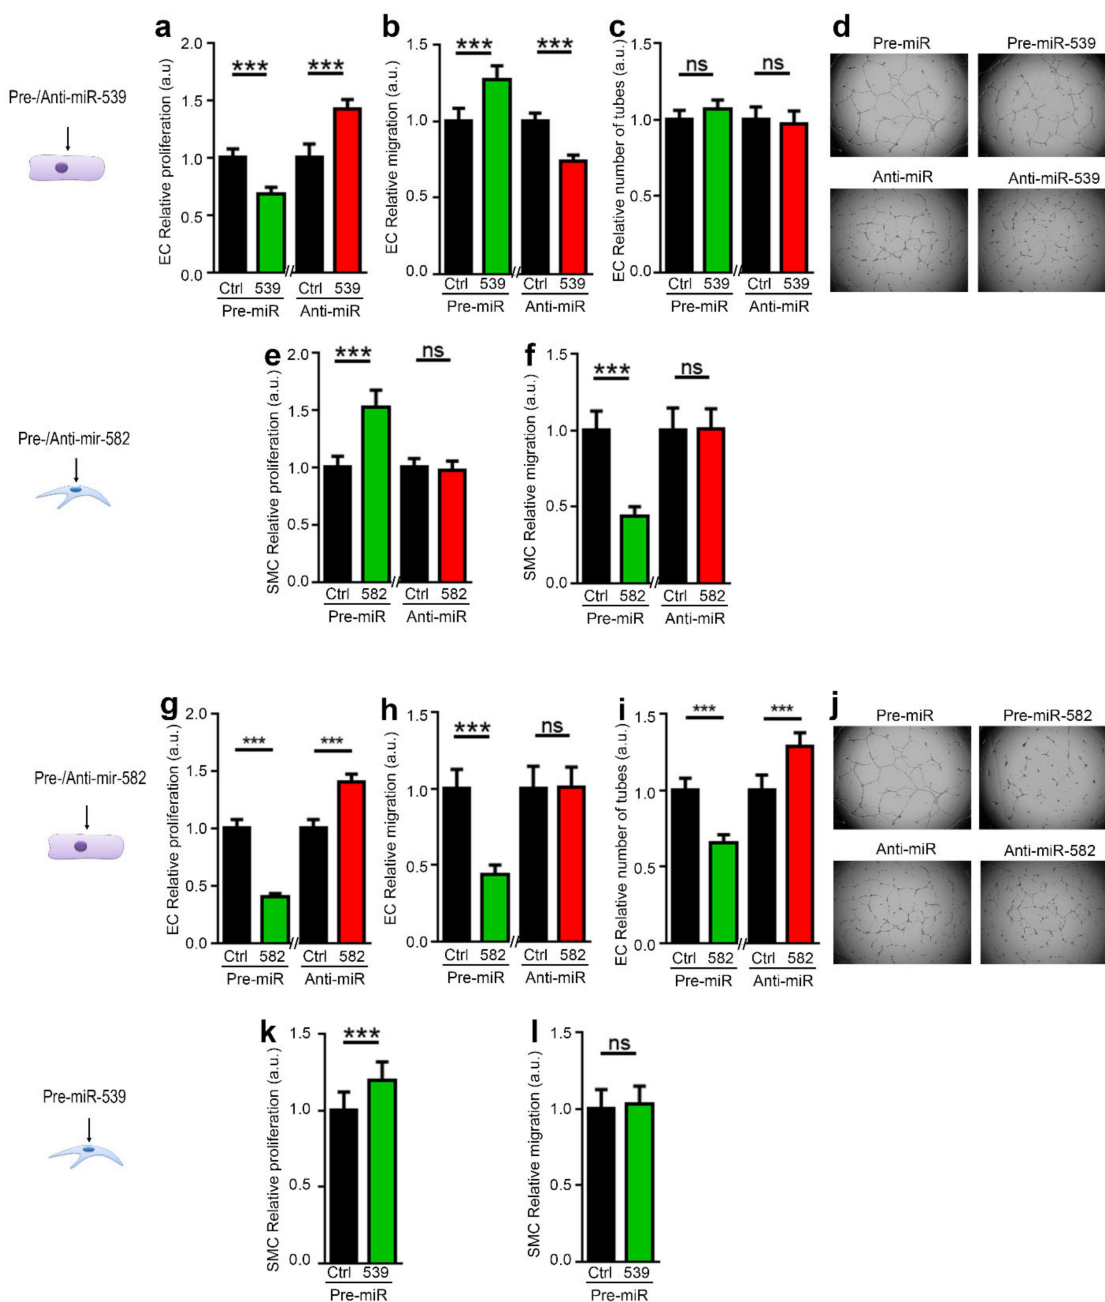 Pre-/Anti-miR-539
a
EC Relative proliferation (a.u)
2.0
1.5
1.0
0.5
0.0
***
***
Ctrl 539 // Ctrl 539
Pre-miR Anti-miR
b
EC Relative migration (a.u.)
1.5
1.0
0.5
0.0
***
***
Ctrl 539 // Ctrl 539
Pre-miR Anti-miR
c
EC Relative number of tubes (a.u.)
1.5
1.0
0.5
0.0
ns
ns
Ctrl 539 // Ctrl 539
Pre-miR Anti-miR
d
Pre-miR Pre-miR-539
Anti-miR Anti-miR-539
Pre-/Anti-mir-582
e
SMC Relative proliferation (a.u.)
2.0
1.5
1.0
0.5
0.0
***
ns
Ctrl 582 // Ctrl 582
Pre-miR Anti-miR
f
SMC Relative migration (a.u.)
1.5
1.0
0.5
0.0
***
ns
Ctrl 582 // Ctrl 582
Pre-miR Anti-miR
Pre-/Anti-mir-582
g
EC Relative proliferation (a.u.)
2.0
1.5
1.0
0.5
0.0
***
***
Ctrl 582 // Ctrl 582
Pre-miR Anti-miR
h
EC Relative migration (a.u.)
1.5
1.0
0.5
0.0
***
ns
Ctrl 582 // Ctrl 582
Pre-miR Anti-miR
i
EC Relative number of tubes (a.u.)
1.5
1.0
0.5
0.0
***
***
Ctrl 582 // Ctrl 582
Pre-miR Anti-miR
j
Pre-miR Pre-miR-582
Anti-miR Anti-miR-582
Pre-miR-539
k
SMC Relative proliferation (a.u.)
1.5
1.0
0.5
0.0
***
Ctrl 539
Pre-miR
l
SMC Relative migration (a.u.)
1.5
1.0
0.5
0.0
ns
Ctrl 539
Pre-miR